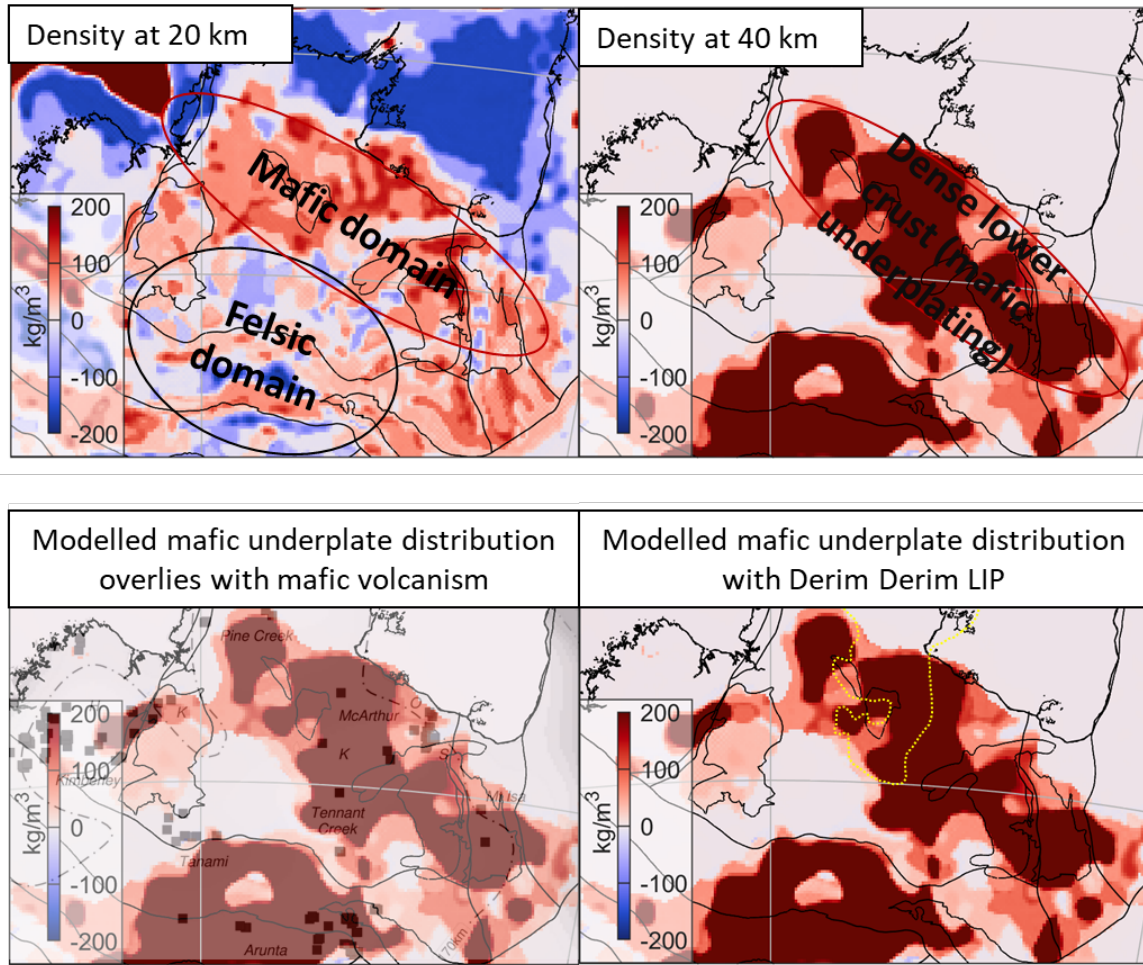 Density at 20 km
Mafic domain
Felsic
domain
200
100
0
-100
-200
kg/m³
Density at 40 km
Dense lower
crust (mafic
underplating)
200
100
0
-100
-200
kg/m³
Modelled mafic underplate distribution
overlies with mafic volcanism
Pine Creek
McArthur
K
K
Kimberley
Tennant
Creek
Mt Isa
Tanami
Arunta
70km
200
100
0
-100
-200
kg/m³
Modelled mafic underplate distribution
with Derim Derim LIP
200
100
0
-100
-200
kg/m³